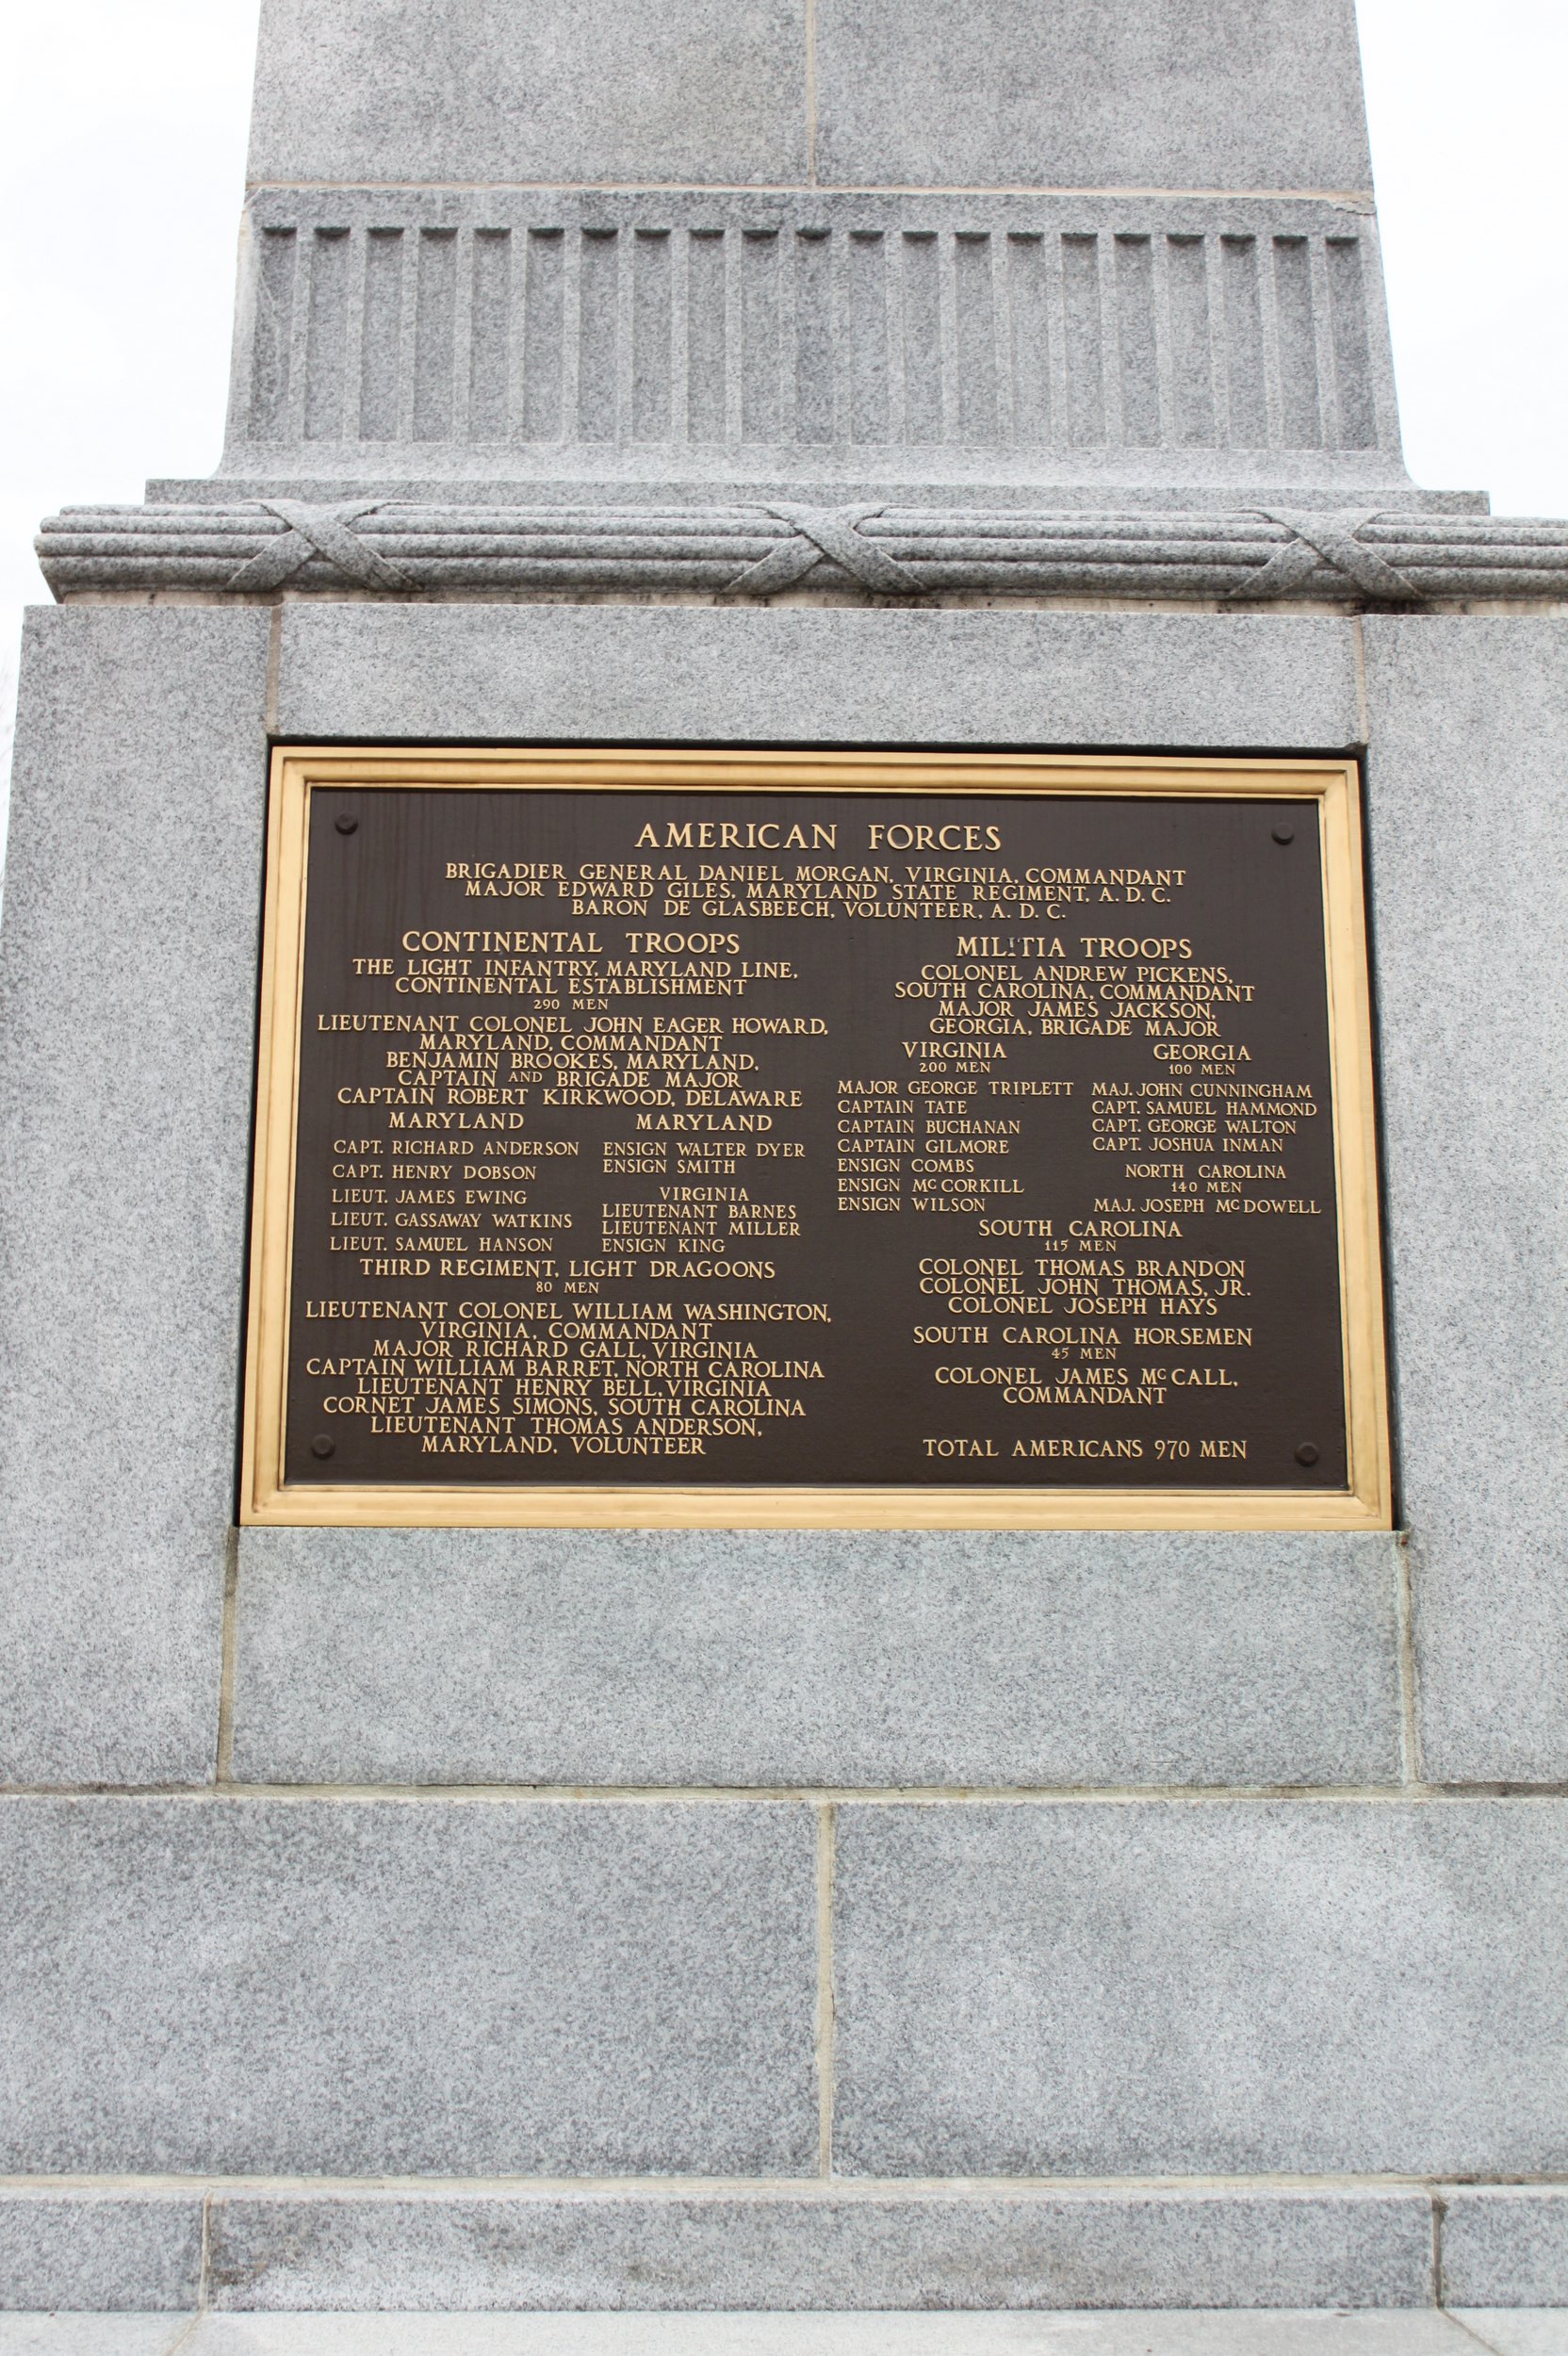 AMERICAN FORCES
BRIGADIER GENERAL DANIEL MORGAN, VIRGINIA, COMMANDANT
MAJOR EDWARD GILES, MARYLAND STATE REGIMENT, A. D. C.
BARON DE GLASBEECH, VOLUNTEER, A. D. C.
CONTINENTAL TROOPS
THE LIGHT INFANTRY, MARYLAND LINE,
CONTINENTAL ESTABLISHMENT
290 MEN
LIEUTENANT COLONEL JOHN EAGER HOWARD,
MARYLAND, COMMANDANT
BENJAMIN BROOKES, MARYLAND,
CAPTAIN AND BRIGADE MAJOR
CAPTAIN ROBERT KIRKWOOD, DELAWARE
MARYLAND
CAPT. RICHARD ANDERSON
CAPT. HENRY DOBSON
LIEUT. JAMES EWING
LIEUT. GASSAWAY WATKINS
LIEUT. SAMUEL HANSON
MARYLAND
ENSIGN WALTER DYER
ENSIGN SMITH
VIRGINIA
LIEUTENANT BARNES
LIEUTENANT MILLER
ENSIGN KING
THIRD REGIMENT, LIGHT DRAGOONS
80 MEN
LIEUTENANT COLONEL WILLIAM WASHINGTON,
VIRGINIA, COMMANDANT
MAJOR RICHARD GALL, VIRGINIA
CAPTAIN WILLIAM BARRET, NORTH CAROLINA
LIEUTENANT HENRY BELL, VIRGINIA
CORNET JAMES SIMONS, SOUTH CAROLINA
LIEUTENANT THOMAS ANDERSON,
MARYLAND, VOLUNTEER
MILITIA TROOPS
COLONEL ANDREW PICKENS,
SOUTH CAROLINA, COMMANDANT
MAJOR JAMES JACKSON,
GEORGIA, BRIGADE MAJOR
VIRGINIA
200 MEN
MAJOR GEORGE TRIPLETT
CAPTAIN TATE
CAPTAIN BUCHANAN
CAPTAIN GILMORE
ENSIGN COMBS
ENSIGN McCORKILL
ENSIGN WILSON
GEORGIA
100 MEN
MAJ. JOHN CUNNINGHAM
CAPT. SAMUEL HAMMOND
CAPT. GEORGE WALTON
CAPT. JOSHUA INMAN
NORTH CAROLINA
140 MEN
MAJ. JOSEPH McDOWELL
SOUTH CAROLINA
115 MEN
COLONEL THOMAS BRANDON
COLONEL JOHN THOMAS, JR.
COLONEL JOSEPH HAYS
SOUTH CAROLINA HORSEMEN
45 MEN
COLONEL JAMES McCALL,
COMMANDANT
TOTAL AMERICANS 970 MEN